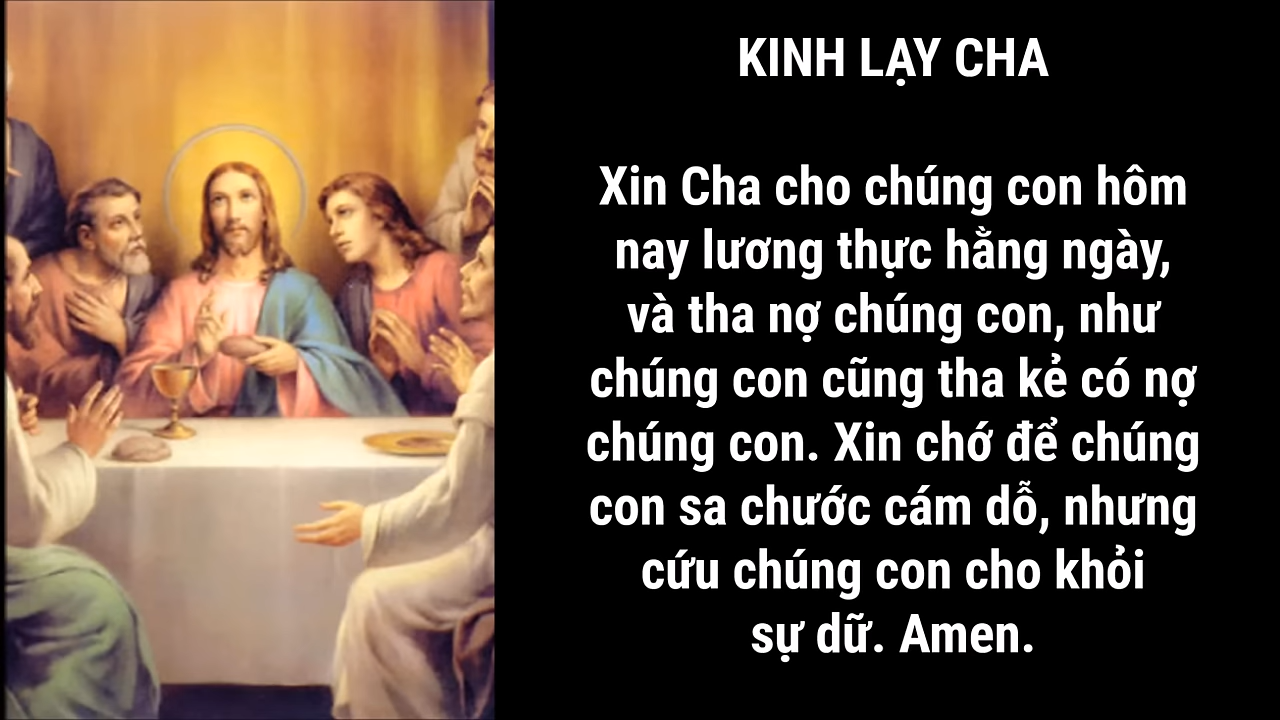 KINH LẠY CHA
Xin Cha cho chúng con hôm
nay lương thực hằng ngày,
và tha nợ chúng con, như
chúng con cũng tha kẻ có nợ
chúng con. Xin chớ để chúng
con sa chước cám dỗ, nhưng
cứu chúng con cho khỏi
sự dữ. Amen.